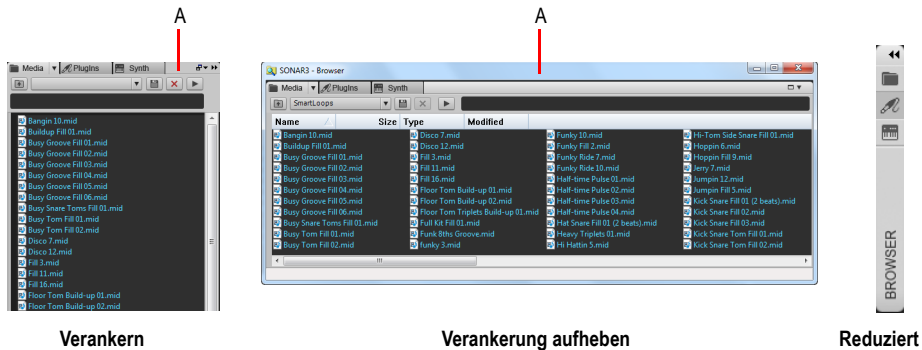 A
A
Media PlugIns Synth
Bangin 10.mid
Buildup Fill 01.mid
Busy Groove Fill 01.mid
Busy Groove Fill 02.mid
Busy Groove Fill 03.mid
Busy Groove Fill 04.mid
Busy Groove Fill 05.mid
Busy Groove Fill 06.mid
Busy Snare Toms Fill 01.mid
Busy Tom Fill 01.mid
Busy Tom Fill 02.mid
Disco 7.mid
Disco 12.mid
Fill 3.mid
Fill 11.mid
Fill 16.mid
Floor Tom Build-up 01.mid
Floor Tom Build-up 02.mid
SONAR3 - Browser
Media PlugIns Synth
SmartLoops
Name Size Type Modified
Bangin 10.mid
Buildup Fill 01.mid
Busy Groove Fill 01.mid
Busy Groove Fill 02.mid
Busy Groove Fill 03.mid
Busy Groove Fill 04.mid
Busy Groove Fill 05.mid
Busy Groove Fill 06.mid
Busy Snare Toms Fill 01.mid
Busy Tom Fill 01.mid
Busy Tom Fill 02.mid
Disco 7.mid
Disco 12.mid
Fill 3.mid
Fill 11.mid
Fill 16.mid
Floor Tom Build-up 01.mid
Floor Tom Build-up 02.mid
Floor Tom Triplets Build-up 01.mid
Full Kit Fill 01.mid
Funk 8ths Groove.mid
funky 3.mid
Funky 10.mid
Funky Fill 2.mid
Funky Ride 7.mid
Funky Ride 10.mid
Half-time Pulse 01.mid
Half-time Pulse 02.mid
Half-time Pulse 03.mid
Half-time Pulse 04.mid
Hat Snare Fill 01 (2 beats).mid
Heavy Triplets 01.mid
Hi Hattin 5.mid
Hi-Tom Side Snare Fill 01.mid
Hoppin 6.mid
Hoppin Fill 9.mid
Jerry 7.mid
Jumpin 12.mid
Jumpin Fill 5.mid
Kick Snare Fill 01 (2 beats).mid
Kick Snare Fill 02.mid
Kick Snare Fill 03.mid
Kick Snare Tom Fill 01.mid
Kick Snare Tom Fill 02.mid
BROWSER
Verankern
Verankerung aufheben
Reduziert